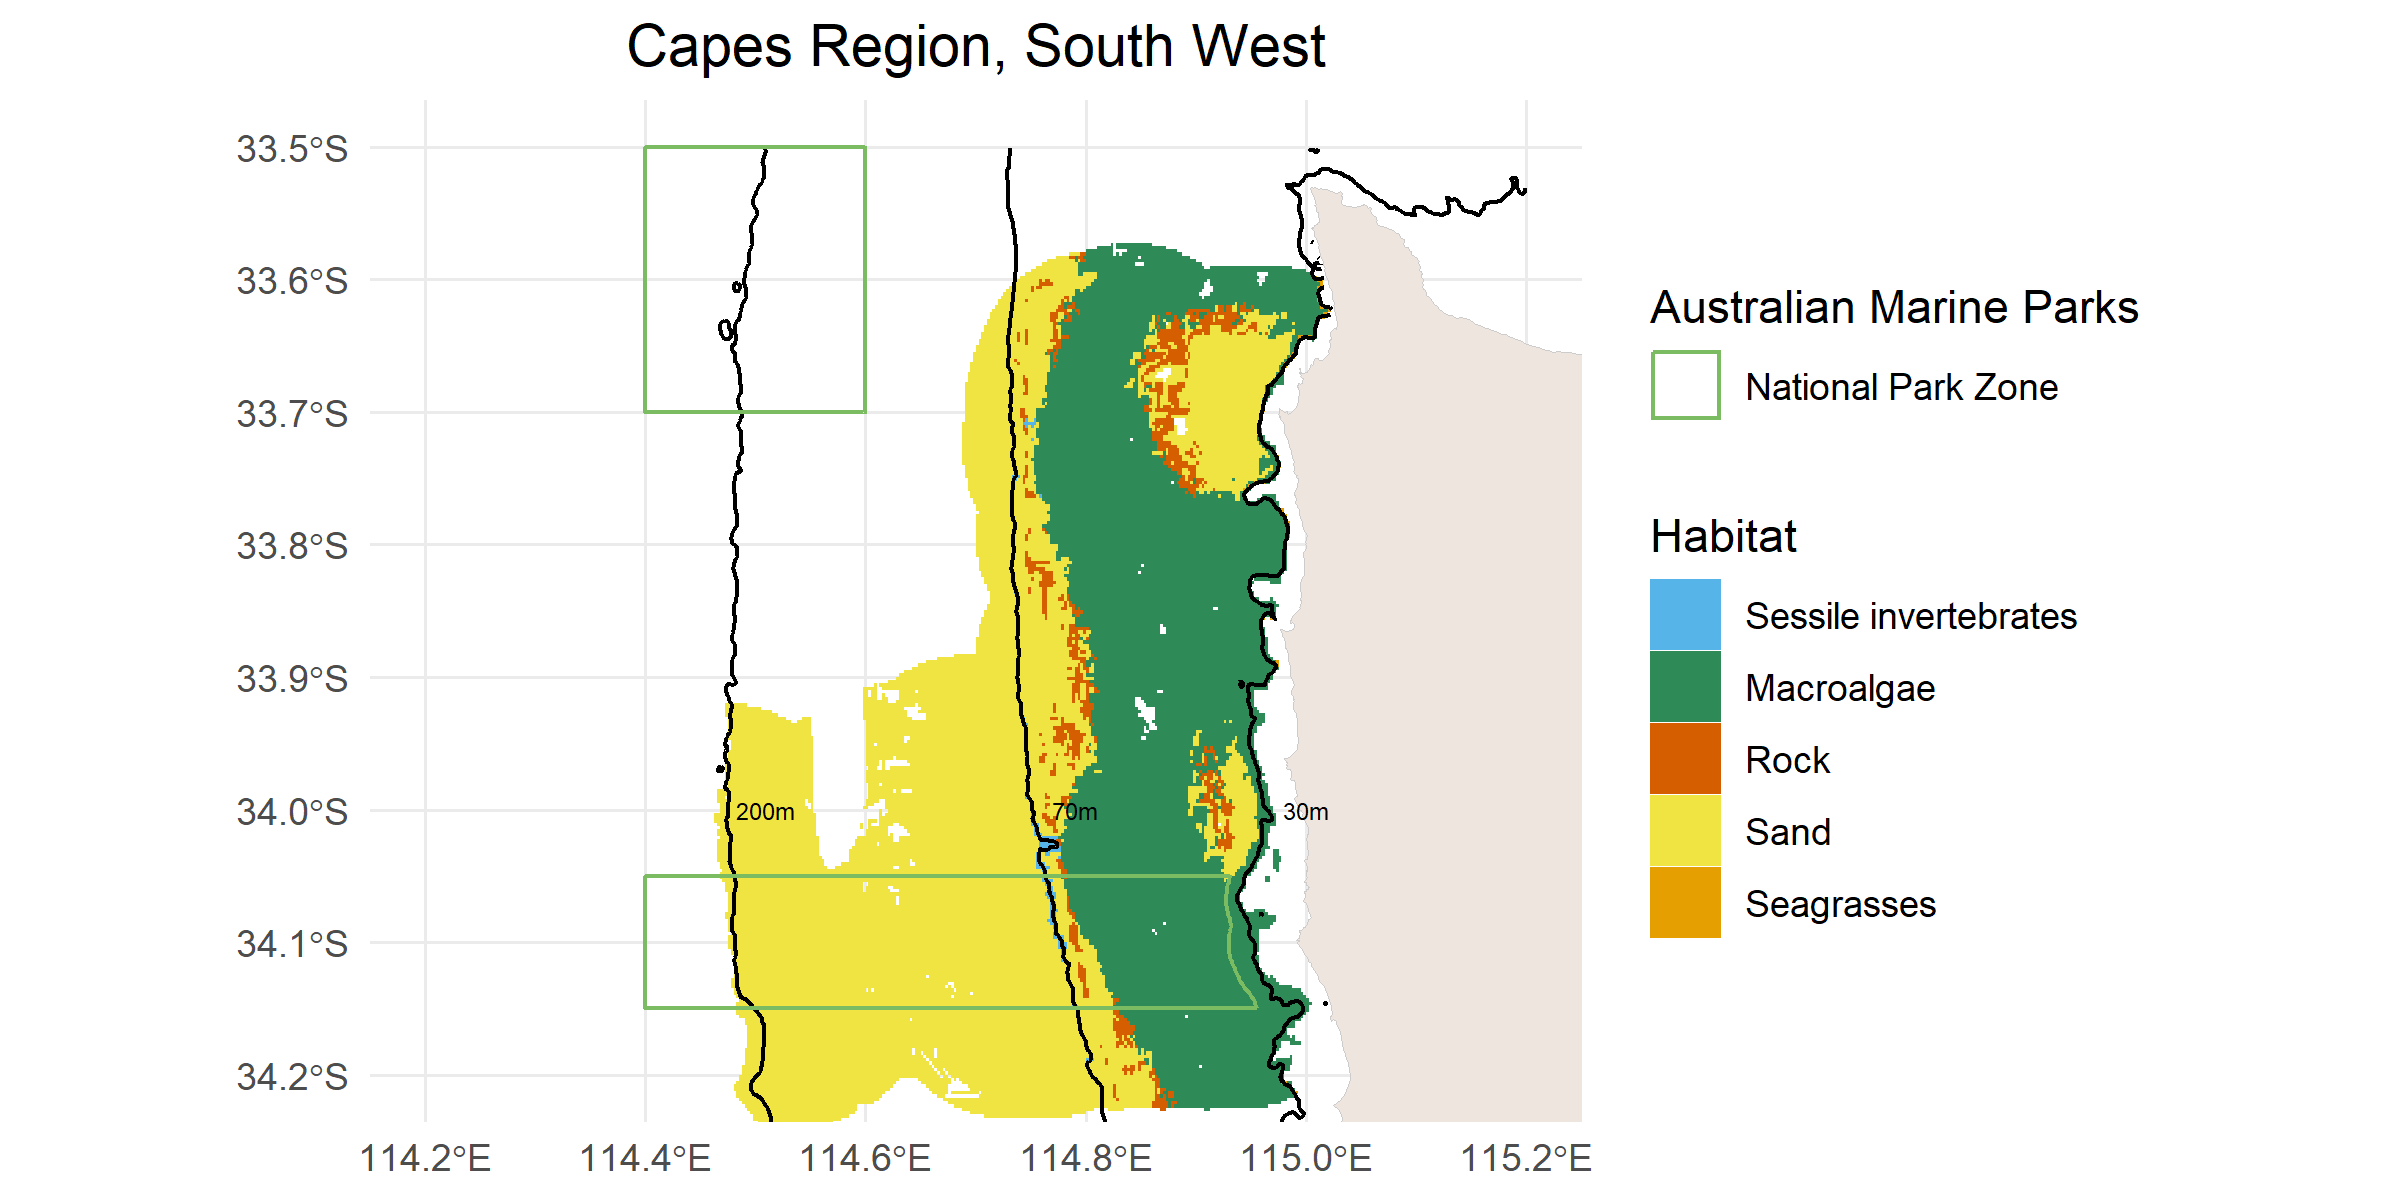 Capes Region, South West
33.5°S
33.6°S
33.7°S
33.8°S
33.9°S
34.0°S
34.1°S
34.2°S
200m
70m
30m
114.2°E
114.4°E
114.6°E
114.8°E
115.0°E
115.2°E
Australian Marine Parks
National Park Zone
Habitat
Sessile invertebrates
Macroalgae
Rock
Sand
Seagrasses